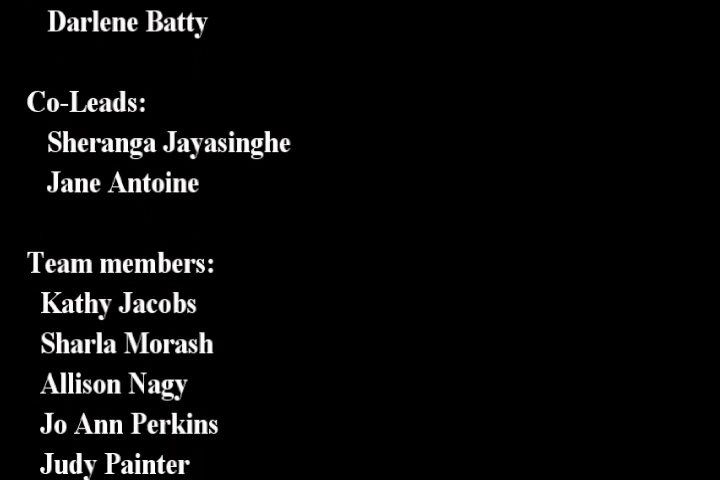 Darlene Batty
Co-Leads:
Sheranga Jayasinghe
Jane Antoine
Team members:
Kathy Jacobs
Sharla Morash
Allison Nagy
Jo Ann Perkins
Judy Painter